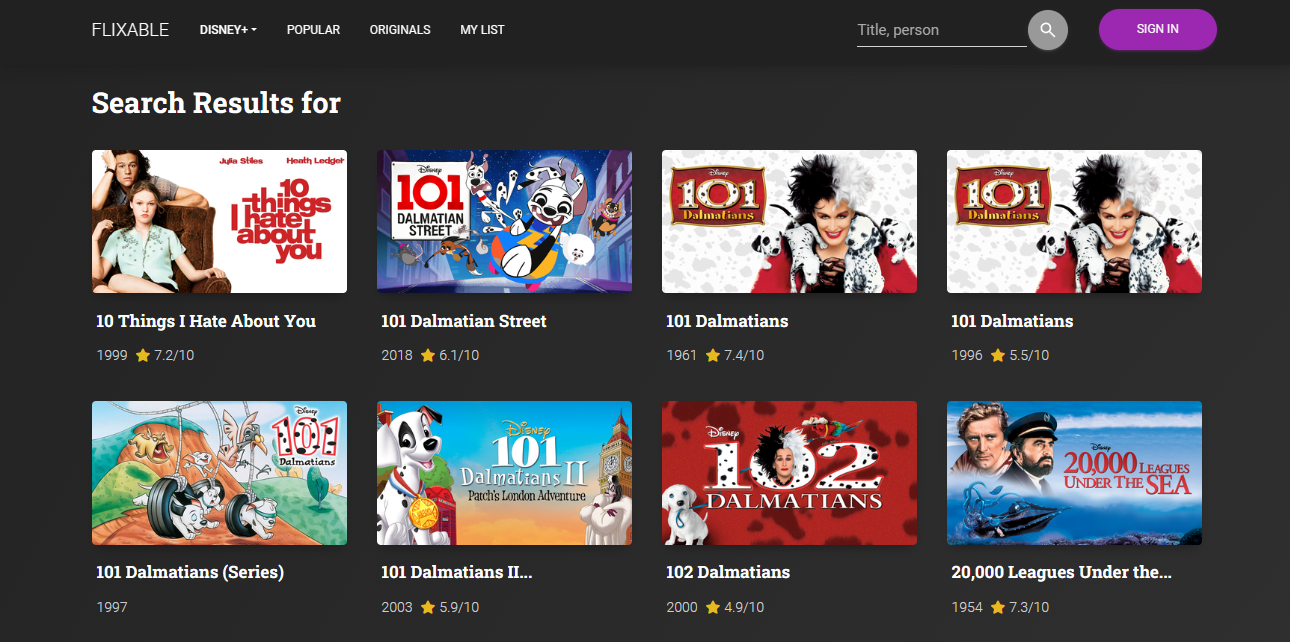 FLIXABLE
DISNEY+
POPULAR
ORIGINALS
MY LIST
Title, person
SIGN IN
Search Results for
Julia Stiles Heath Ledger
10
things
I hate
about
you
Disney
101
DALMATIAN
STREET
Disney
101
Dalmatians
Disney
101
Dalmatians
10 Things I Hate About You
1999 7.2/10
101 Dalmatian Street
2018 6.1/10
101 Dalmatians
1961 7.4/10
101 Dalmatians
1996 5.5/10
Disney
101
Dalmatians
Disney
101
Dalmatians II
Patch's London Adventure
Disney
102
DALMATIANS
Disney
20,000 LEAGUES
UNDER THE SEA
101 Dalmatians (Series)
1997
101 Dalmatians II...
2003 5.9/10
102 Dalmatians
2000 4.9/10
20,000 Leagues Under the...
1954 7.3/10